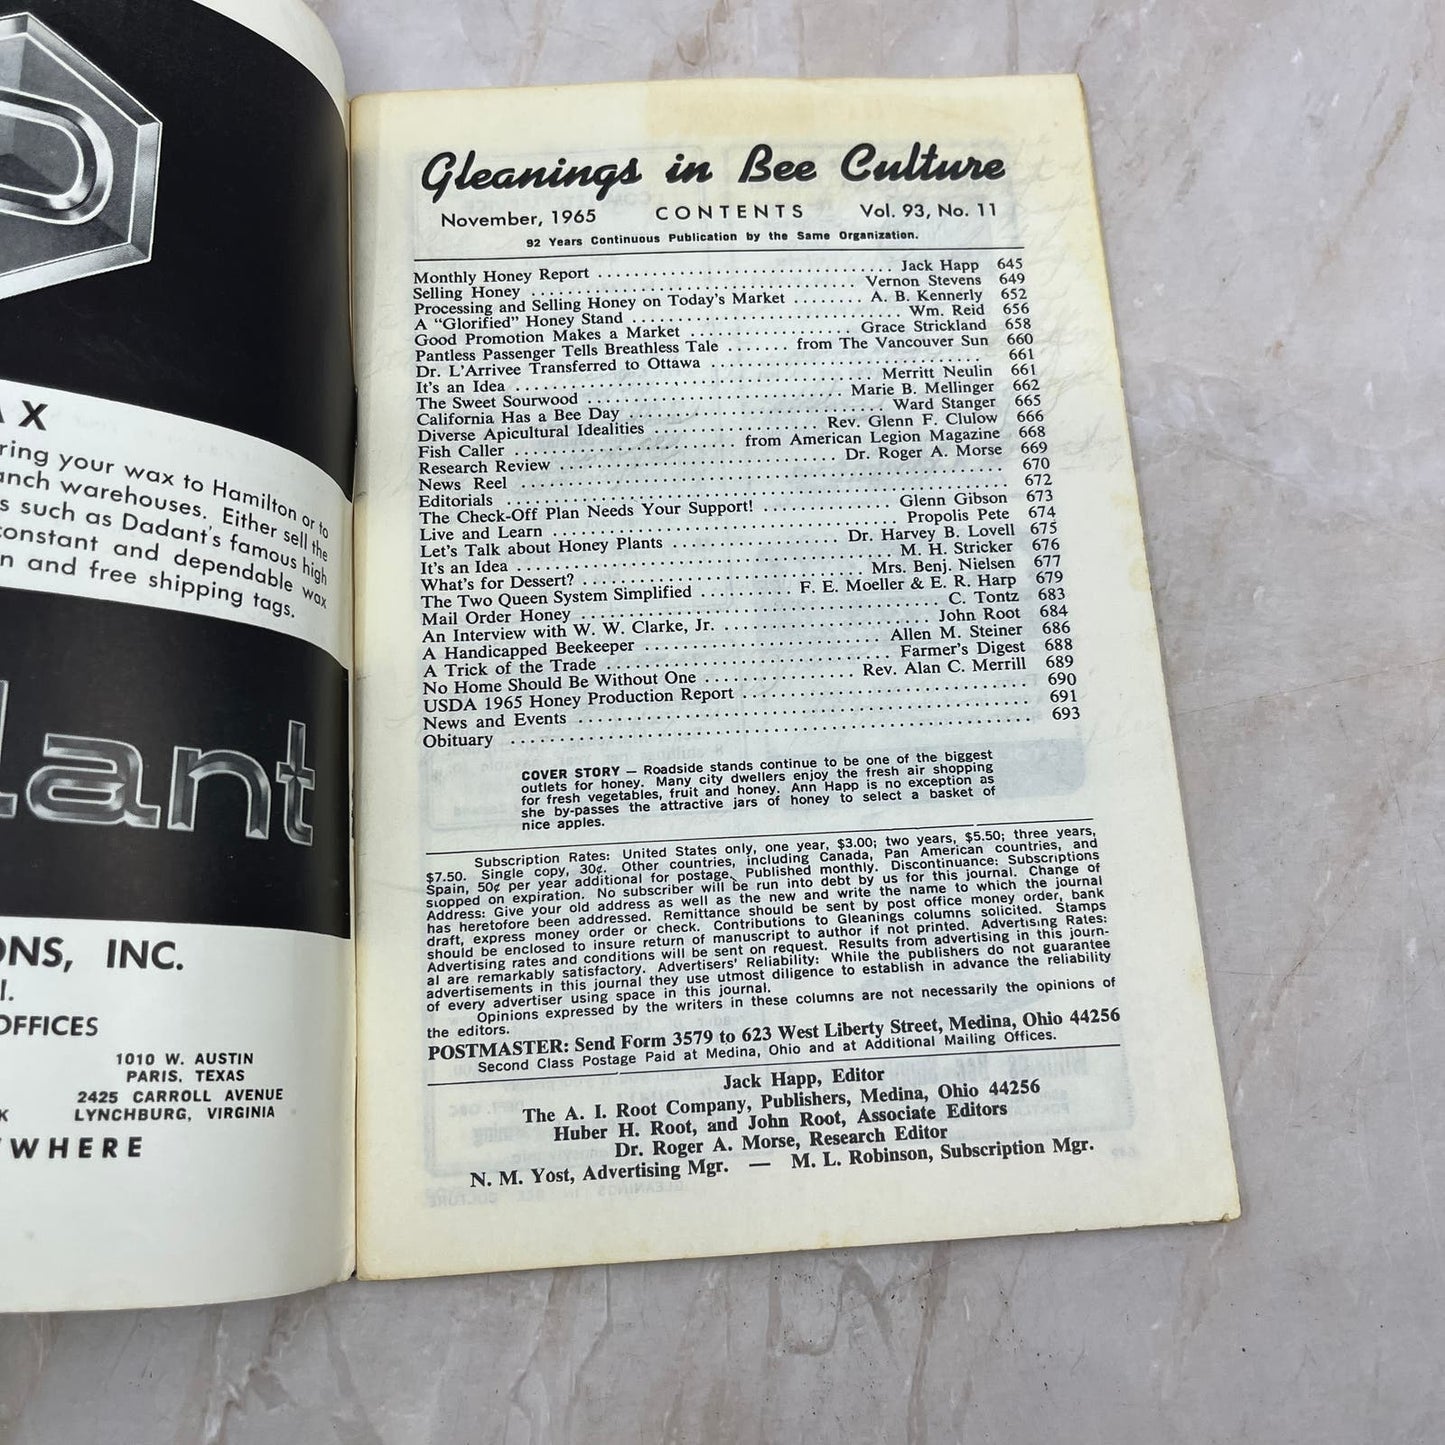 AX
ring your wax to Hamilton or to
anch warehouses. Either sell the
s such as Dadant's famous high
constant and dependable wax
n and free shipping tags.
dant
ONS, INC.
OFFICES
1010 W. AUSTIN
PARIS, TEXAS
2425 CARROLL AVENUE
LYNCHBURG, VIRGINIA
YWHERE
Gleanings in Bee Culture
November, 1965 CONTENTS Vol. 93, No. 11
92 Years Continuous Publication by the Same Organization.
Monthly Honey Report Jack Happ 645
Selling Honey Vernon Stevens 649
Processing and Selling Honey on Today's Market A. B. Kennerly 652
A "Glorified" Honey Stand Wm. Reid 656
Good Promotion Makes a Market Grace Strickland 658
Pantless Passenger Tells Breathless Tale from The Vancouver Sun 660
Dr. L'Arrivee Transferred to Ottawa 661
It's an Idea Merritt Neulin 661
The Sweet Sourwood Marie B. Mellinger 662
California Has a Bee Day Ward Stanger 665
Diverse Apicultural Idealities Rev. Glenn F. Clulow 666
Fish Caller from American Legion Magazine 668
Research Review Dr. Roger A. Morse 669
News Reel 670
Editorials 672
The Check-Off Plan Needs Your Support! Glenn Gibson 673
Live and Learn Propolis Pete 674
Let's Talk about Honey Plants Dr. Harvey B. Lovell 675
It's an Idea M. H. Stricker 676
What's for Dessert? Mrs. Benj. Nielsen 677
The Two Queen System Simplified F. E. Moeller & E. R. Harp 679
Mail Order Honey C. Tontz 683
An Interview with W. W. Clarke, Jr. John Root 684
A Handicapped Beekeeper Allen M. Steiner 686
A Trick of the Trade Farmer's Digest 688
No Home Should Be Without One Rev. Alan C. Merrill 689
USDA 1965 Honey Production Report 690
News and Events 691
Obituary 693
COVER STORY — Roadside stands continue to be one of the biggest
outlets for honey. Many city dwellers enjoy the fresh air shopping
for fresh vegetables, fruit and honey. Ann Happ is no exception as
she by-passes the attractive jars of honey to select a basket of
nice apples.
Subscription Rates: United States only, one year, $3.00; two years, $5.50; three years,
$7.50. Single copy, 30¢. Other countries, including Canada, Pan American countries, and
Spain, 50¢ per year additional for postage. Published monthly. Discontinuance: Subscriptions
stopped on expiration. No subscriber will be run into debt by us for this journal. Change of
Address: Give your old address as well as the new and write the name to which the journal
has heretofore been addressed. Remittance should be sent by post office money order, bank
draft, express money order or check. Contributions to Gleanings columns solicited. Stamps
should be enclosed to insure return of manuscript to author if not printed. Advertising Rates:
Advertising rates and conditions will be sent on request. Results from advertising in this journ-
al are remarkably satisfactory. Advertisers' Reliability: While the publishers do not guarantee
advertisements in this journal they use utmost diligence to establish in advance the reliability
of every advertiser using space in this journal.
Opinions expressed by the writers in these columns are not necessarily the opinions of
the editors.
POSTMASTER: Send Form 3579 to 623 West Liberty Street, Medina, Ohio 44256
Second Class Postage Paid at Medina, Ohio and at Additional Mailing Offices.
Jack Happ, Editor
The A. I. Root Company, Publishers, Medina, Ohio 44256
Huber H. Root, and John Root, Associate Editors
Dr. Roger A. Morse, Research Editor
N. M. Yost, Advertising Mgr. — M. L. Robinson, Subscription Mgr.